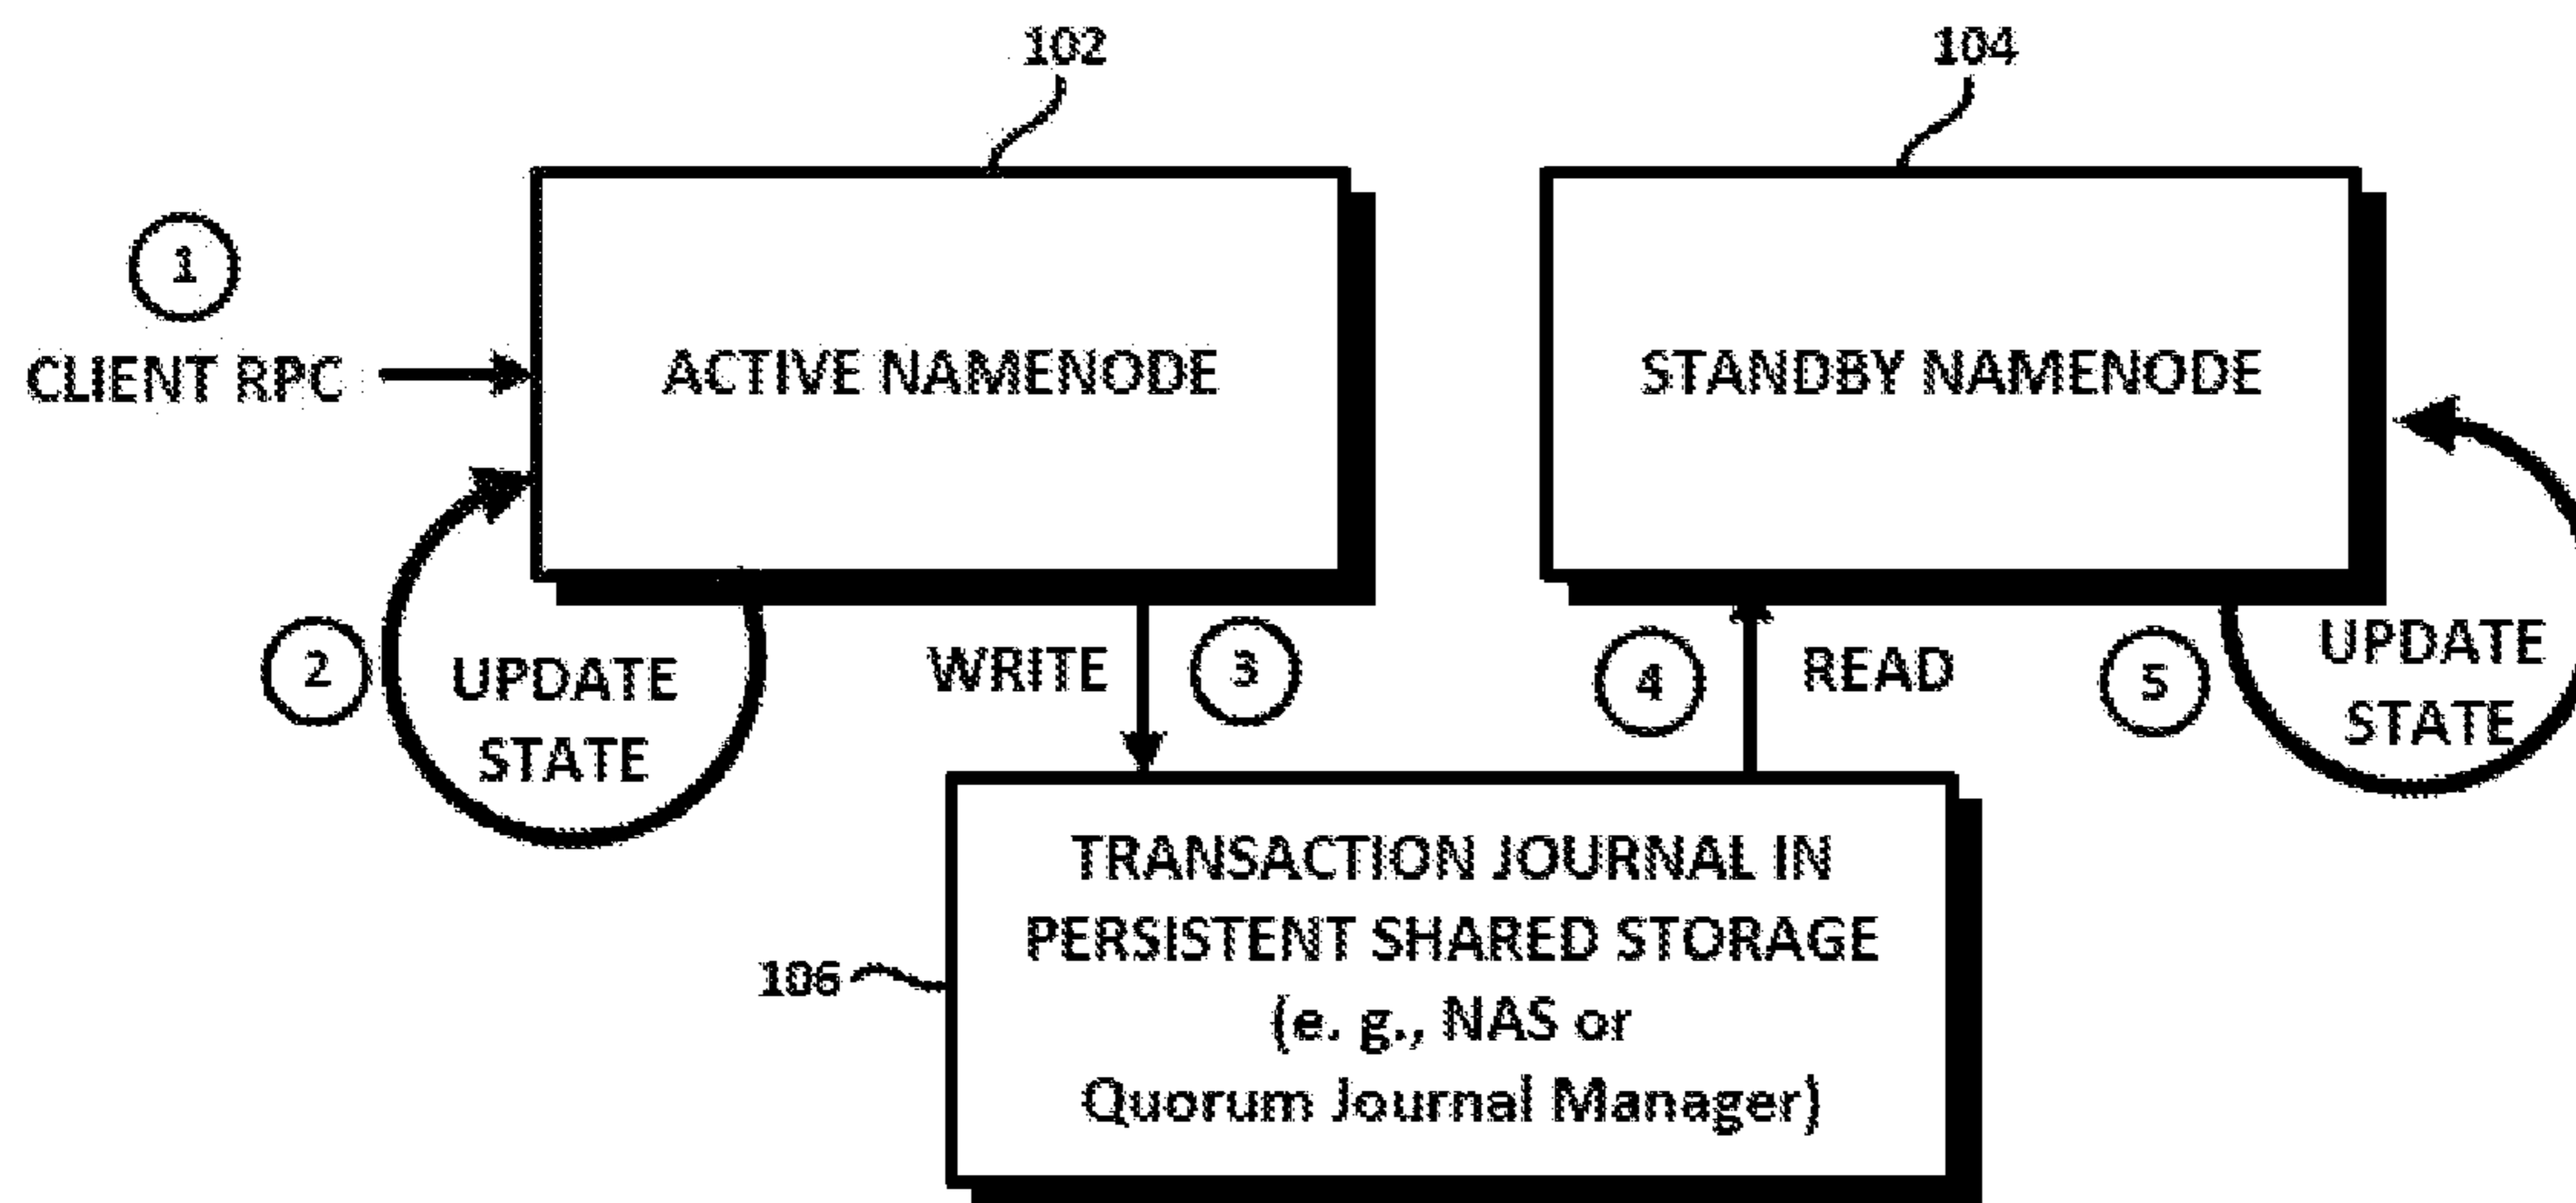 102
104
1
CLIENT RPC
ACTIVE NAMENODE
STANDBY NAMENODE
2
UPDATE
STATE
WRITE
3
4
READ
5
UPDATE
STATE
TRANSACTION JOURNAL IN
PERSISTENT SHARED STORAGE
(e. g., NAS or
Quorum Journal Manager)
106